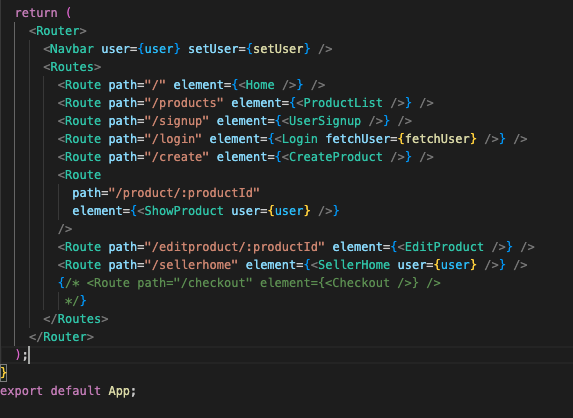 return (
<Router>
<Navbar user={user} setUser={setUser} />
<Routes>
<Route path="/" element={<Home />} />
<Route path="/products" element={<ProductList />} />
<Route path="/signup" element={<UserSignup />} />
<Route path="/login" element={<Login fetchUser={fetchUser} />} />
<Route path="/create" element={<CreateProduct />} />
<Route
path="/product/:productId"
element={<ShowProduct user={user} />}
/>
<Route path="/editproduct/:productId" element={<EditProduct />} />
<Route path="/sellerhome" element={<SellerHome user={user} />} />
{/* <Route path="/checkout" element={<Checkout />} />
*/}
</Routes>
</Router>
);
}
export default App;